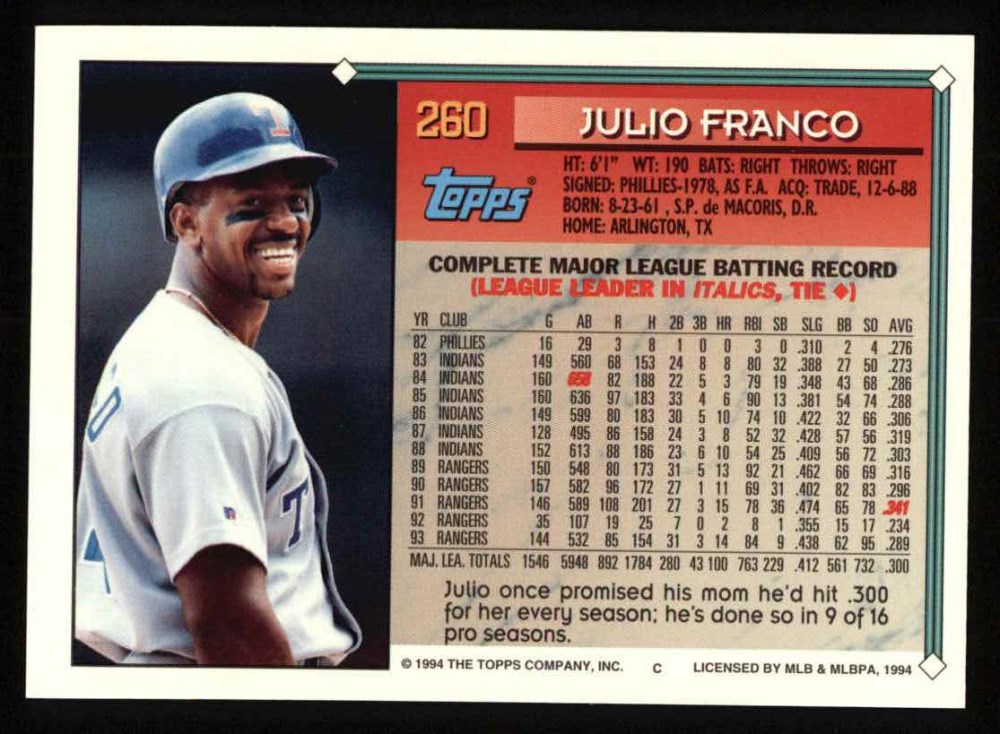 260 JULIO FRANCO
Topps®
HT: 6'1" WT: 190 BATS: RIGHT THROWS: RIGHT
SIGNED: PHILLIES-1978, AS F.A. ACQ: TRADE, 12-6-88
BORN: 8-23-61 , S.P. de MACORIS, D.R.
HOME: ARLINGTON, TX
COMPLETE MAJOR LEAGUE BATTING RECORD
(LEAGUE LEADER IN ITALICS, TIE ♦)
YR CLUB G AB R H 2B 3B HR RBI SB SLG BB SO AVG
82 PHILLIES 16 29 3 8 1 0 0 3 0 .310 2 4 .276
83 INDIANS 149 560 68 153 24 8 8 80 32 .388 27 50 .273
84 INDIANS 160 658 82 188 22 5 3 79 19 .348 43 68 .286
85 INDIANS 160 636 97 183 33 4 6 90 13 .381 54 74 .288
86 INDIANS 149 599 80 183 30 5 10 74 10 .422 32 66 .306
87 INDIANS 128 495 86 158 24 3 8 52 32 .428 57 56 .319
88 INDIANS 152 613 88 186 23 6 10 54 25 .409 56 72 .303
89 RANGERS 150 548 80 173 31 5 13 92 21 .462 66 69 .316
90 RANGERS 157 582 96 172 27 1 11 69 31 .402 82 83 .296
91 RANGERS 146 589 108 201 27 3 15 78 36 .474 65 78 .341
92 RANGERS 35 107 19 25 7 0 2 8 1 .355 15 17 .234
93 RANGERS 144 532 85 154 31 3 14 84 9 .438 62 95 .289
MAJ. LEA. TOTALS 1546 5948 892 1784 280 43 100 763 229 .412 561 732 .300
Julio once promised his mom he'd hit .300
for her every season; he's done so in 9 of 16
pro seasons.
© 1994 THE TOPPS COMPANY, INC. C LICENSED BY MLB & MLBPA, 1994
T
T